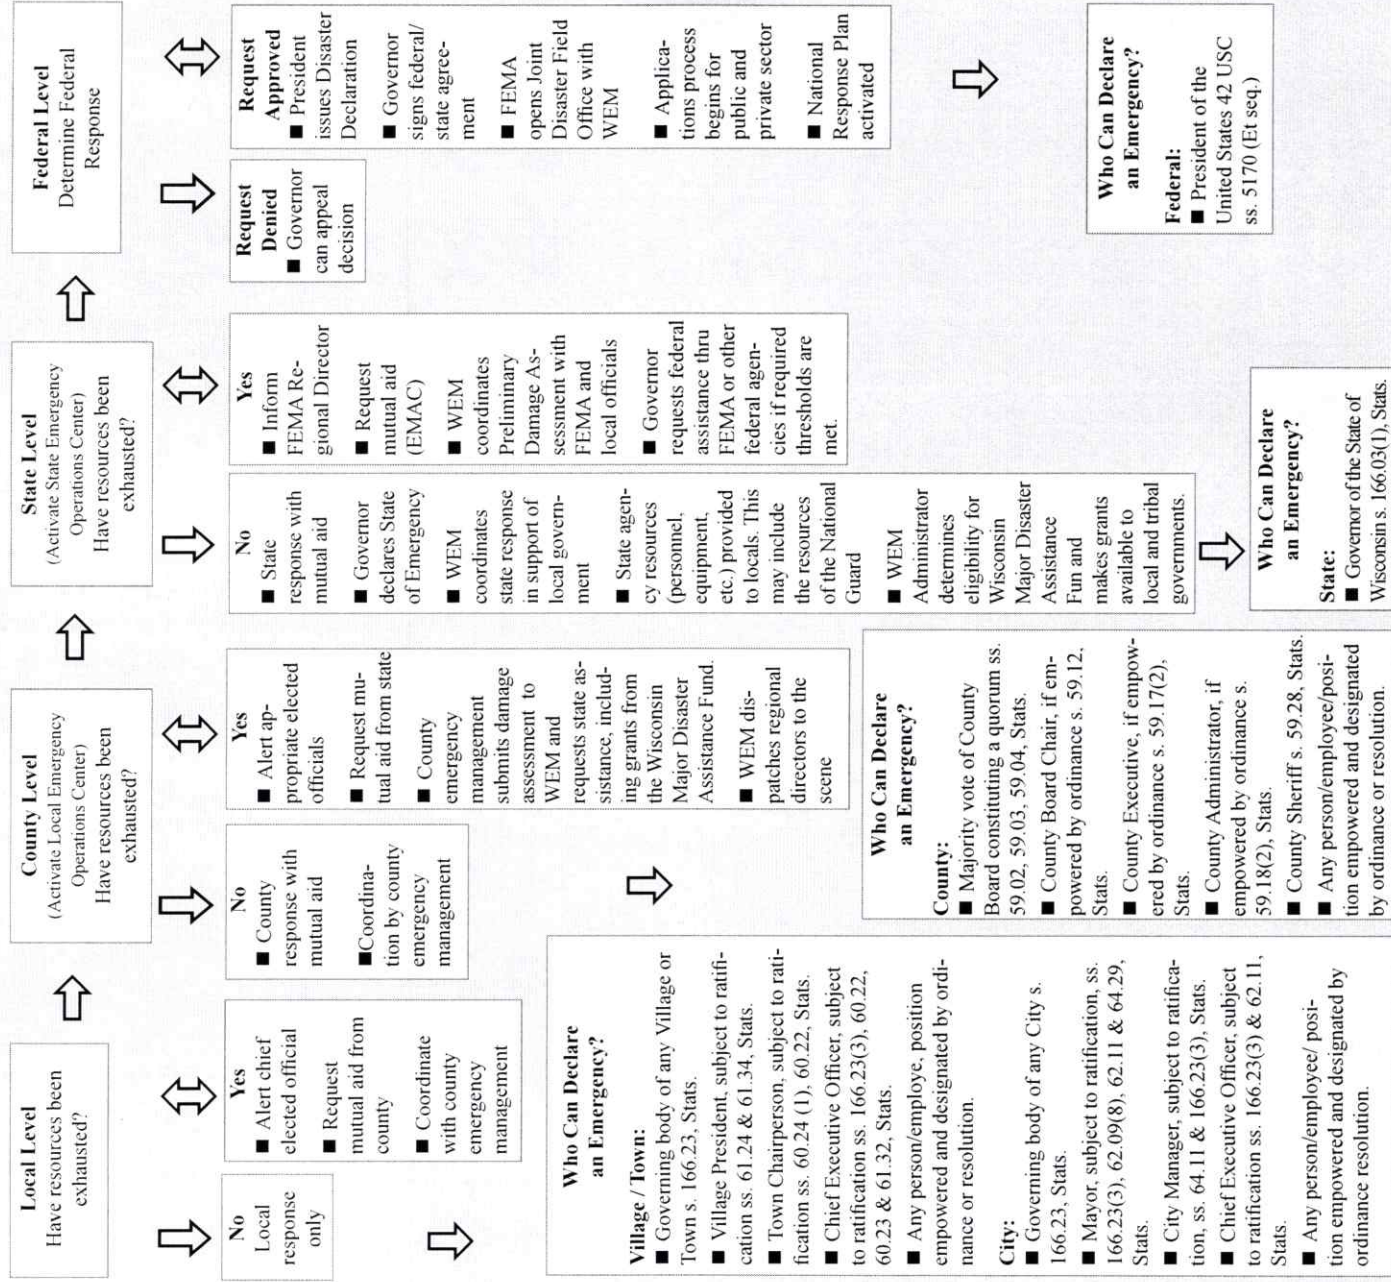 Local Level
Have resources been
exhausted?
County Level
(Activate Local Emergency
Operations Center)
Have resources been
exhausted?
State Level
(Activate State Emergency
Operations Center)
Have resources been
exhausted?
Federal Level
Determine Federal
Response
No
Local
response
only
Yes
■ Alert chief
elected official
■ Request
mutual aid from
county
■ Coordinate
with county
emergency
management
No
■ County
response with
mutual aid
■Coordina-
tion by county
emergency
management
Yes
■ Alert ap-
propriate elected
officials
■ Request mu-
tual aid from state
■ County
emergency
management
submits damage
assessment to
WEM and
requests state as-
sistance, includ-
ing grants from
the Wisconsin
Major Disaster
Assistance Fund.
■ WEM dis-
patches regional
directors to the
scene
No
■ State
response with
mutual aid
■ Governor
declares State
of Emergency
■ WEM
coordinates
state response
in support of
local govern-
ment
■ State agen-
cy resources
(personnel,
equipment,
etc.) provided
to locals. This
may include
the resources
of the National
Guard
■ WEM
Administrator
determines
eligibility for
Wisconsin
Major Disaster
Assistance
Fun and
makes grants
available to
local and tribal
governments.
Yes
■ Inform
FEMA Re-
gional Director
■ Request
mutual aid
(EMAC)
■ WEM
coordinates
Preliminary
Damage As-
sessment with
FEMA and
local officials
■ Governor
requests federal
assistance thru
FEMA or other
federal agen-
cies if required
thresholds are
met.
Request
Denied
■ Governor
can appeal
decision
Request
Approved
■ President
issues Disaster
Declaration
■ Governor
signs federal/
state agree-
ment
■ FEMA
opens Joint
Disaster Field
Office with
WEM
■ Applica-
tions process
begins for
public and
private sector
■ National
Response Plan
activated
Who Can Declare
an Emergency?
Village / Town:
■ Governing body of any Village or
Town s. 166.23, Stats.
■ Village President, subject to ratifi-
cation ss. 61.24 & 61.34, Stats.
■ Town Chairperson, subject to rati-
fication ss. 60.24 (1), 60.22, Stats.
■ Chief Executive Officer, subject
to ratification ss. 166.23(3), 60.22,
60.23 & 61.32, Stats.
■ Any person/employe, position
empowered and designated by ordi-
nance or resolution.
City:
■ Governing body of any City s.
166.23, Stats.
■ Mayor, subject to ratification, ss.
166.23(3), 62.09(8), 62.11 & 64.29,
Stats.
■ City Manager, subject to ratifica-
tion, ss. 64.11 & 166.23(3), Stats.
■ Chief Executive Officer, subject
to ratification ss. 166.23(3) & 62.11,
Stats.
■ Any person/employee/ posi-
tion empowered and designated by
ordinance resolution.
Who Can Declare
an Emergency?
County:
■ Majority vote of County
Board constituting a quorum ss.
59.02, 59.03, 59.04, Stats.
■ County Board Chair, if em-
powered by ordinance s. 59.12,
Stats.
■ County Executive, if empow-
ered by ordinance s. 59.17(2),
Stats.
■ County Administrator, if
empowered by ordinance s.
59.18(2), Stats.
■ County Sheriff s. 59.28, Stats.
■ Any person/employee/posi-
tion empowered and designated
by ordinance or resolution.
Who Can Declare
an Emergency?
State:
■ Governor of the State of
Wisconsin s. 166.03(1), Stats.
Who Can Declare
an Emergency?
Federal:
■ President of the
United States 42 USC
ss. 5170 (Et seq.)